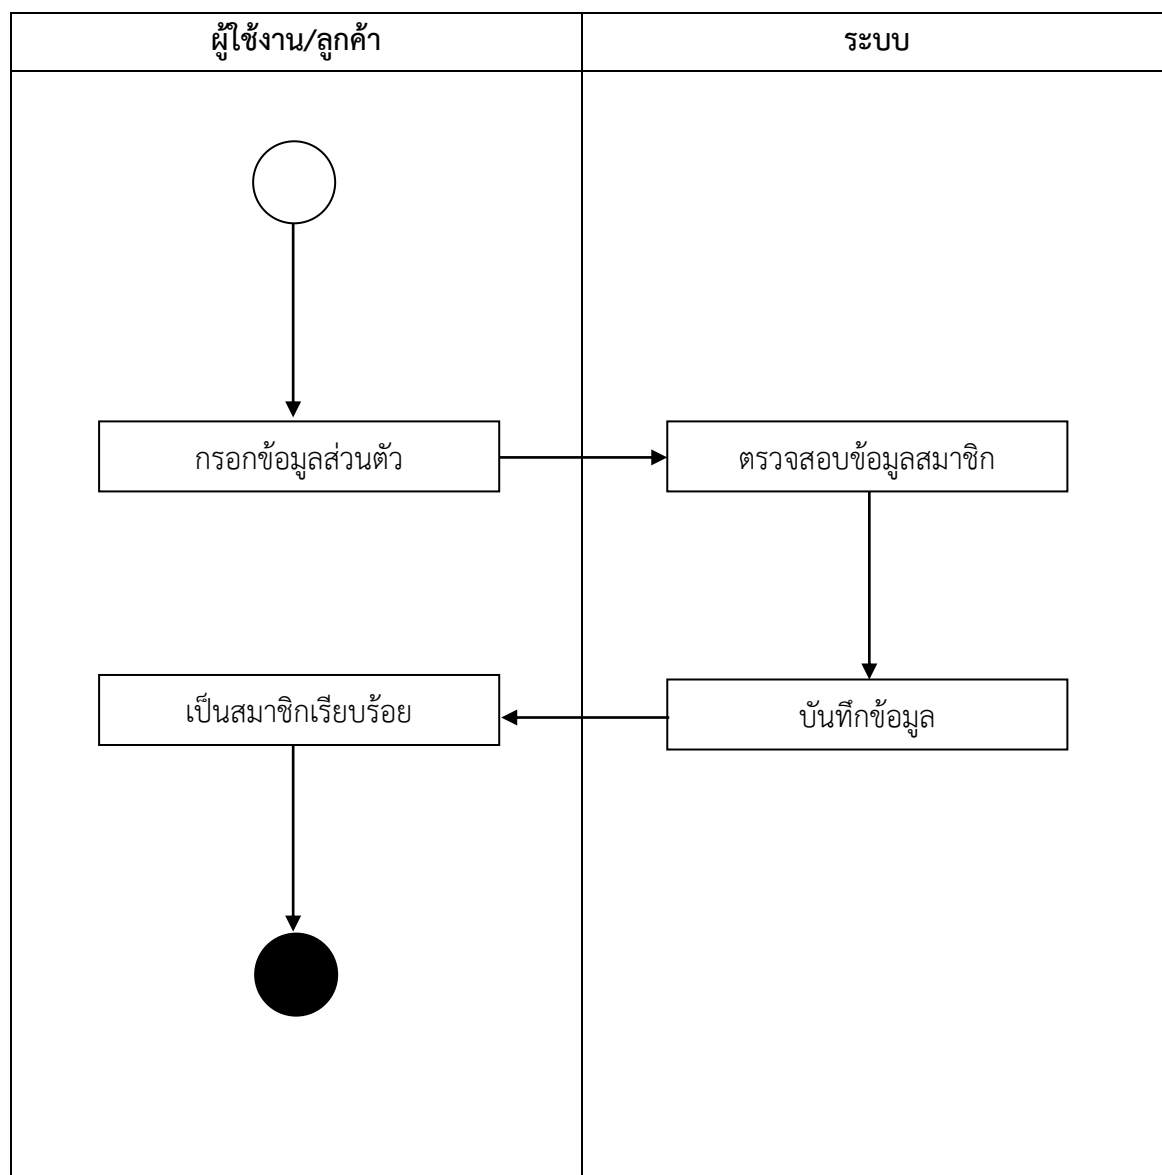 ผู้ใช้งาน/ลูกค้า
ระบบ
กรอกข้อมูลส่วนตัว
ตรวจสอบข้อมูลสมาชิก
เป็นสมาชิกเรียบร้อย
บันทึกข้อมูล